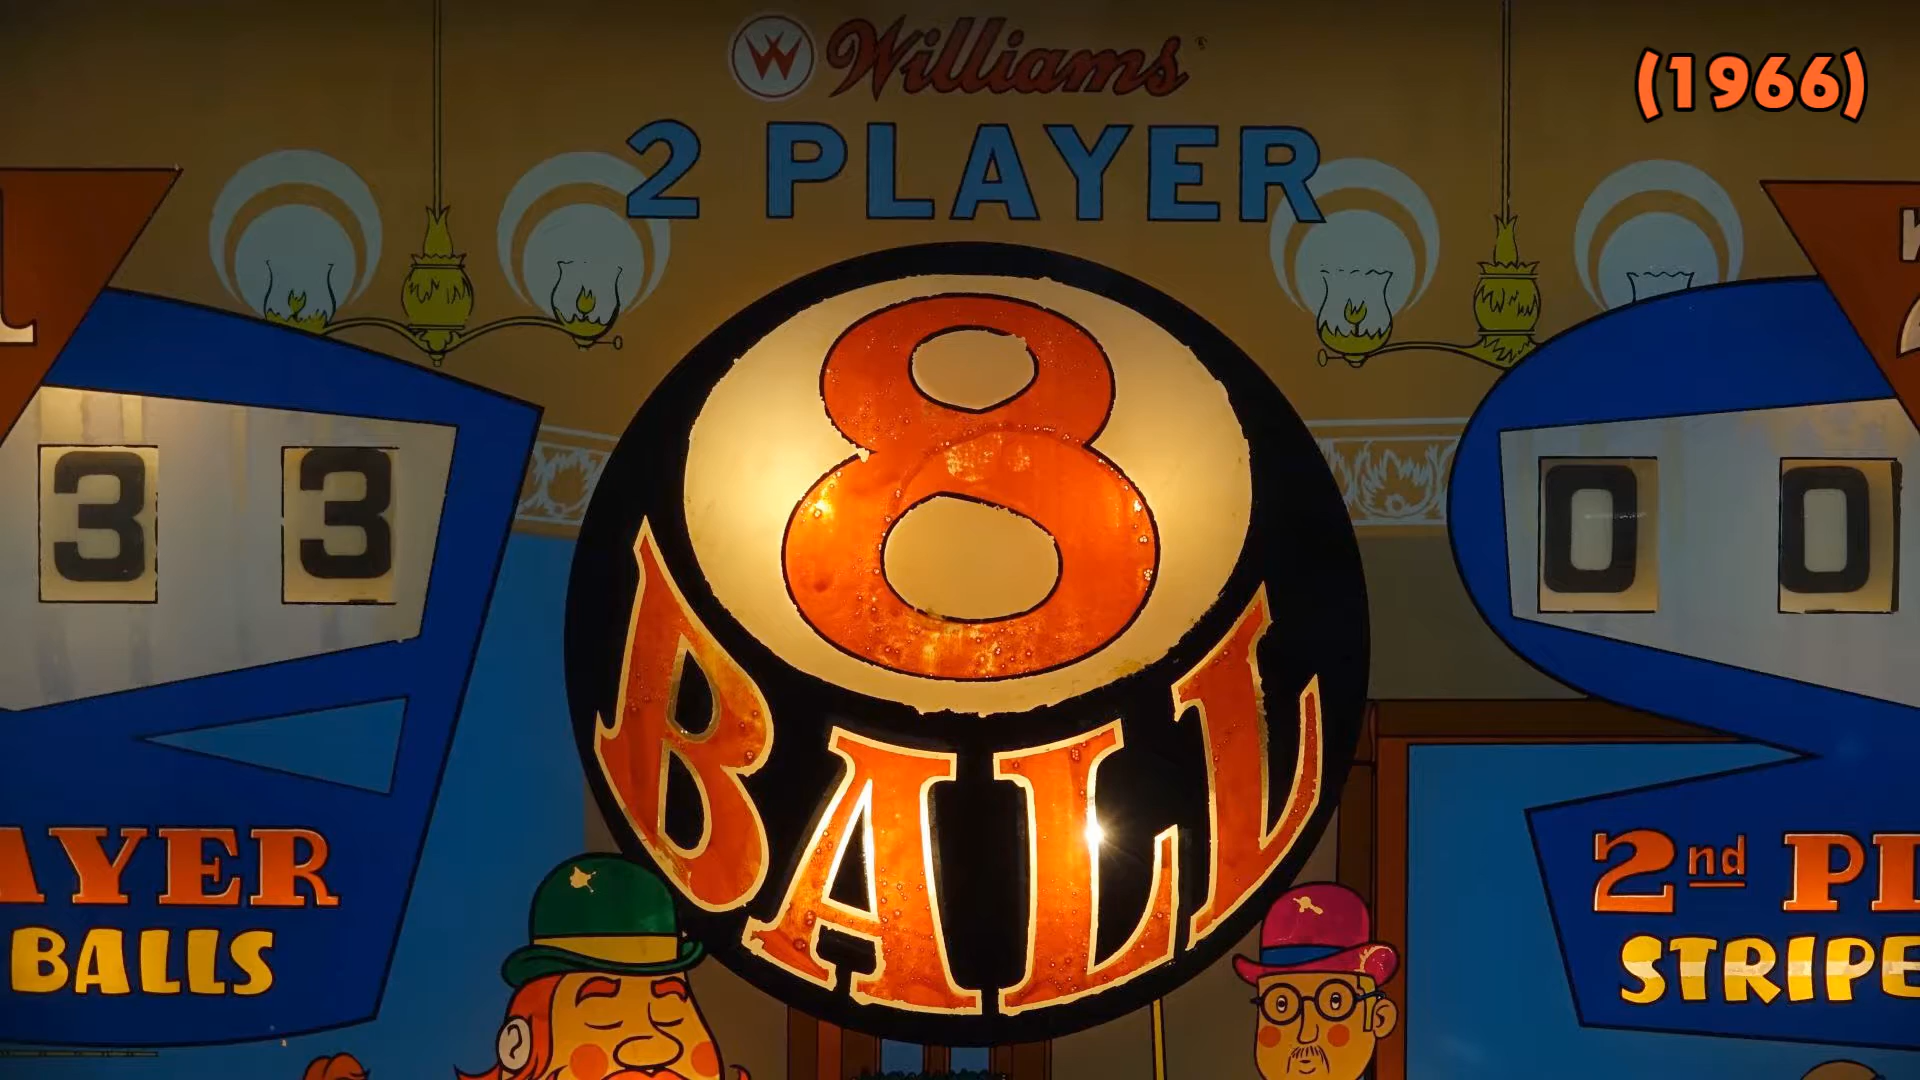 Williams
(1966)
2 PLAYER
8
BALL
3 3
0 0
AYER
BALLS
2nd PL
STRIPE